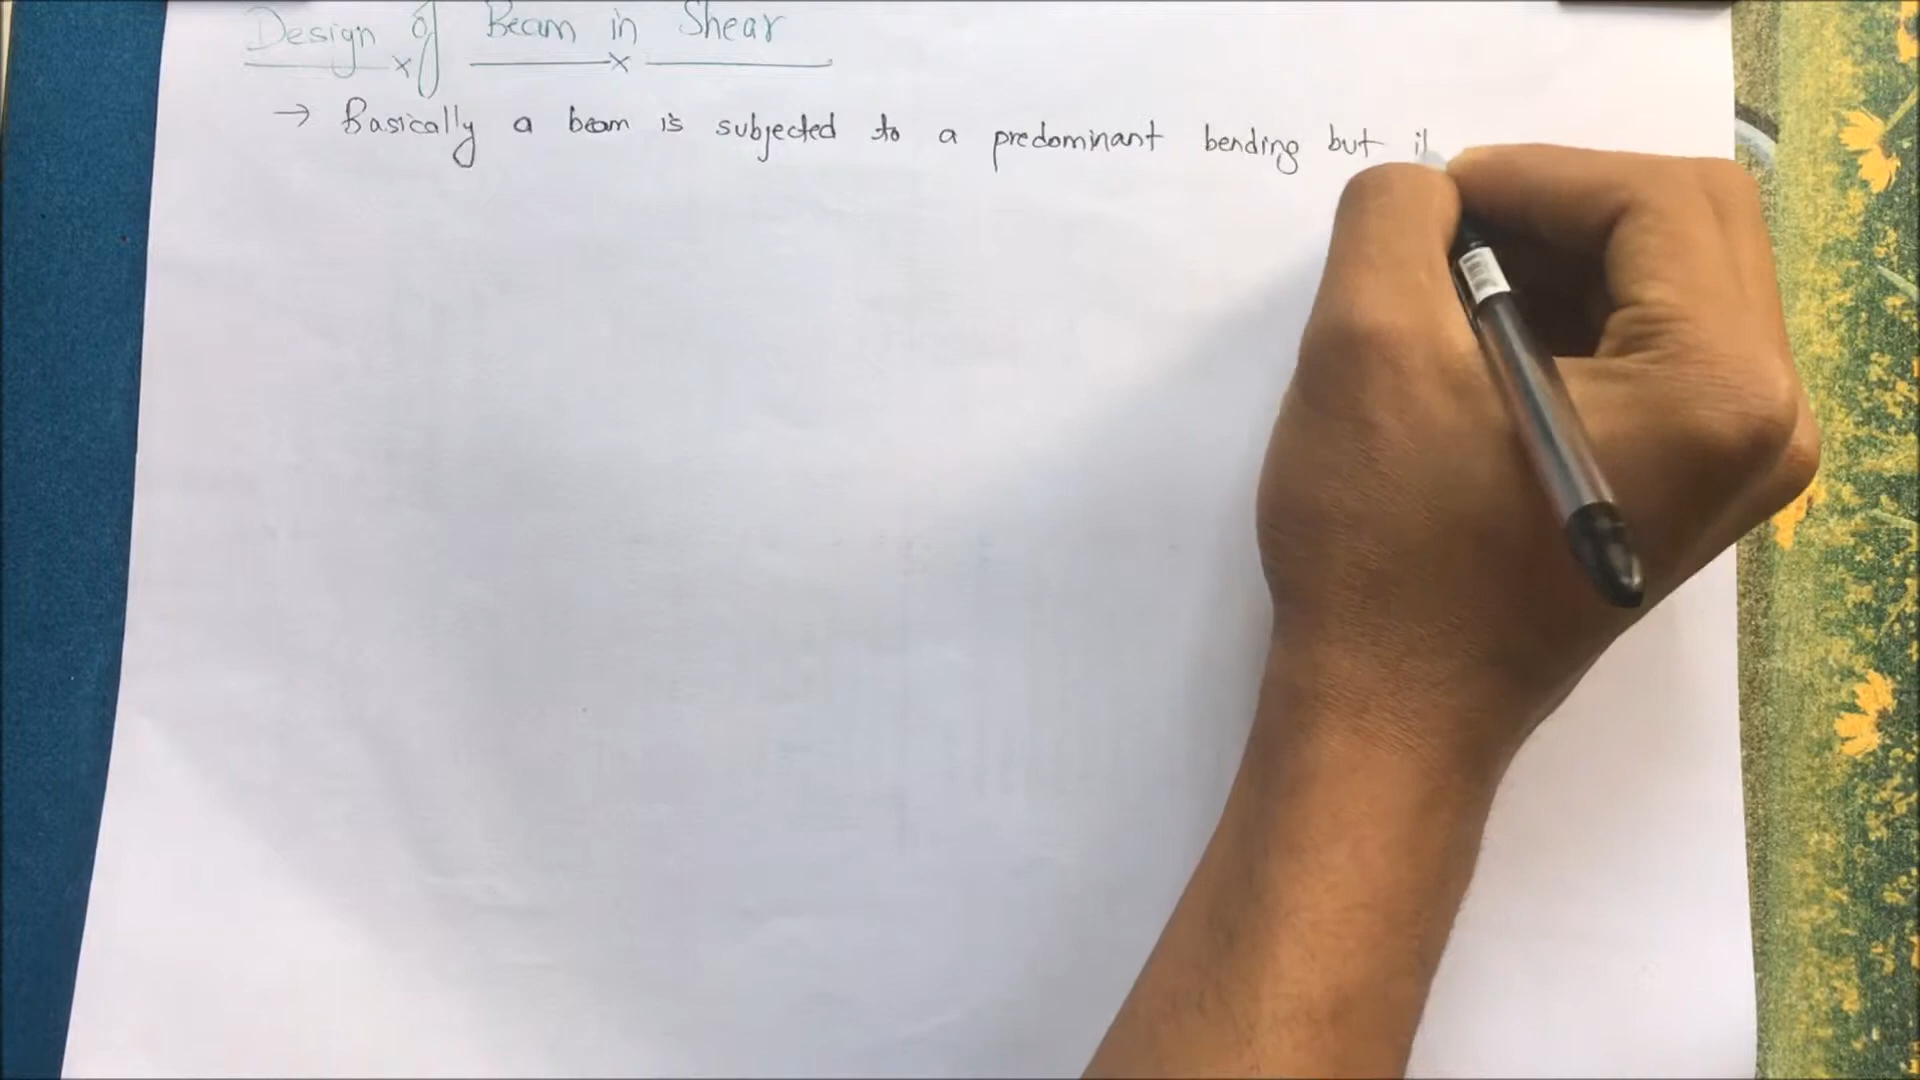 Design of Beam in Shear
→ Basically a beam is subjected to a predominant bending but